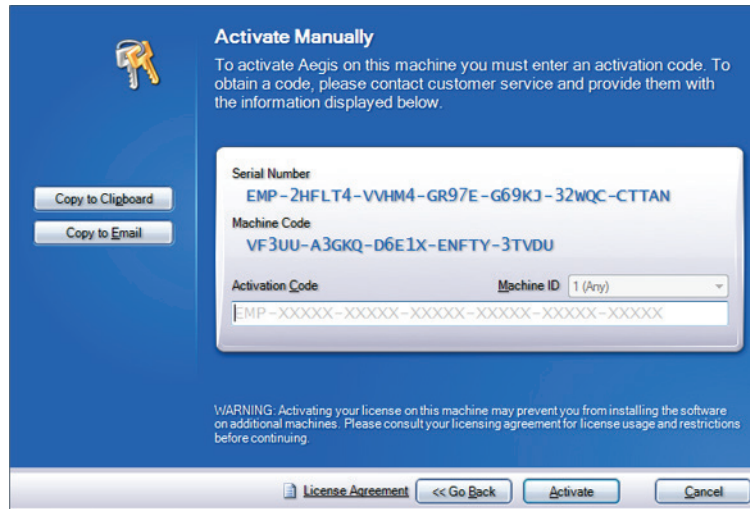 Activate Manually
To activate Aegis on this machine you must enter an activation code. To
obtain a code, please contact customer service and provide them with
the information displayed below.
Serial Number
EMP-2HFLT4-VVHM4-GR97E-G69KJ-32WQC-CTTAN
Copy to Clipboard
Machine Code
Copy to Email
VF3UU-A3GKQ-D6E1X-ENFTY-3TVDU
Activation Code Machine ID 1 (Any)
EMP-XXXXX-XXXXX-XXXXX-XXXXX-XXXXX-XXXXX
WARNING: Activating your license on this machine may prevent you from installing the software
on additional machines. Please consult your licensing agreement for license usage and restrictions
before continuing.
License Agreement << Go Back Activate Cancel